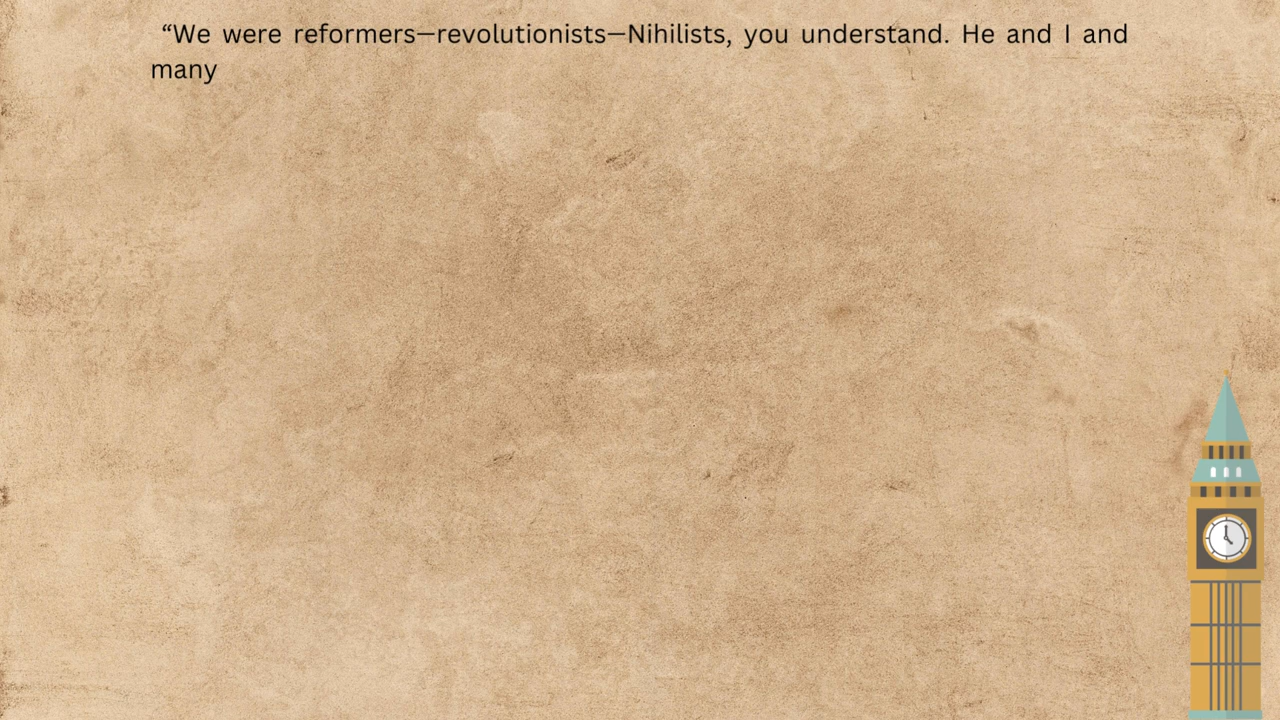 “We were reformers—revolutionists—Nihilists, you understand. He and I and
many